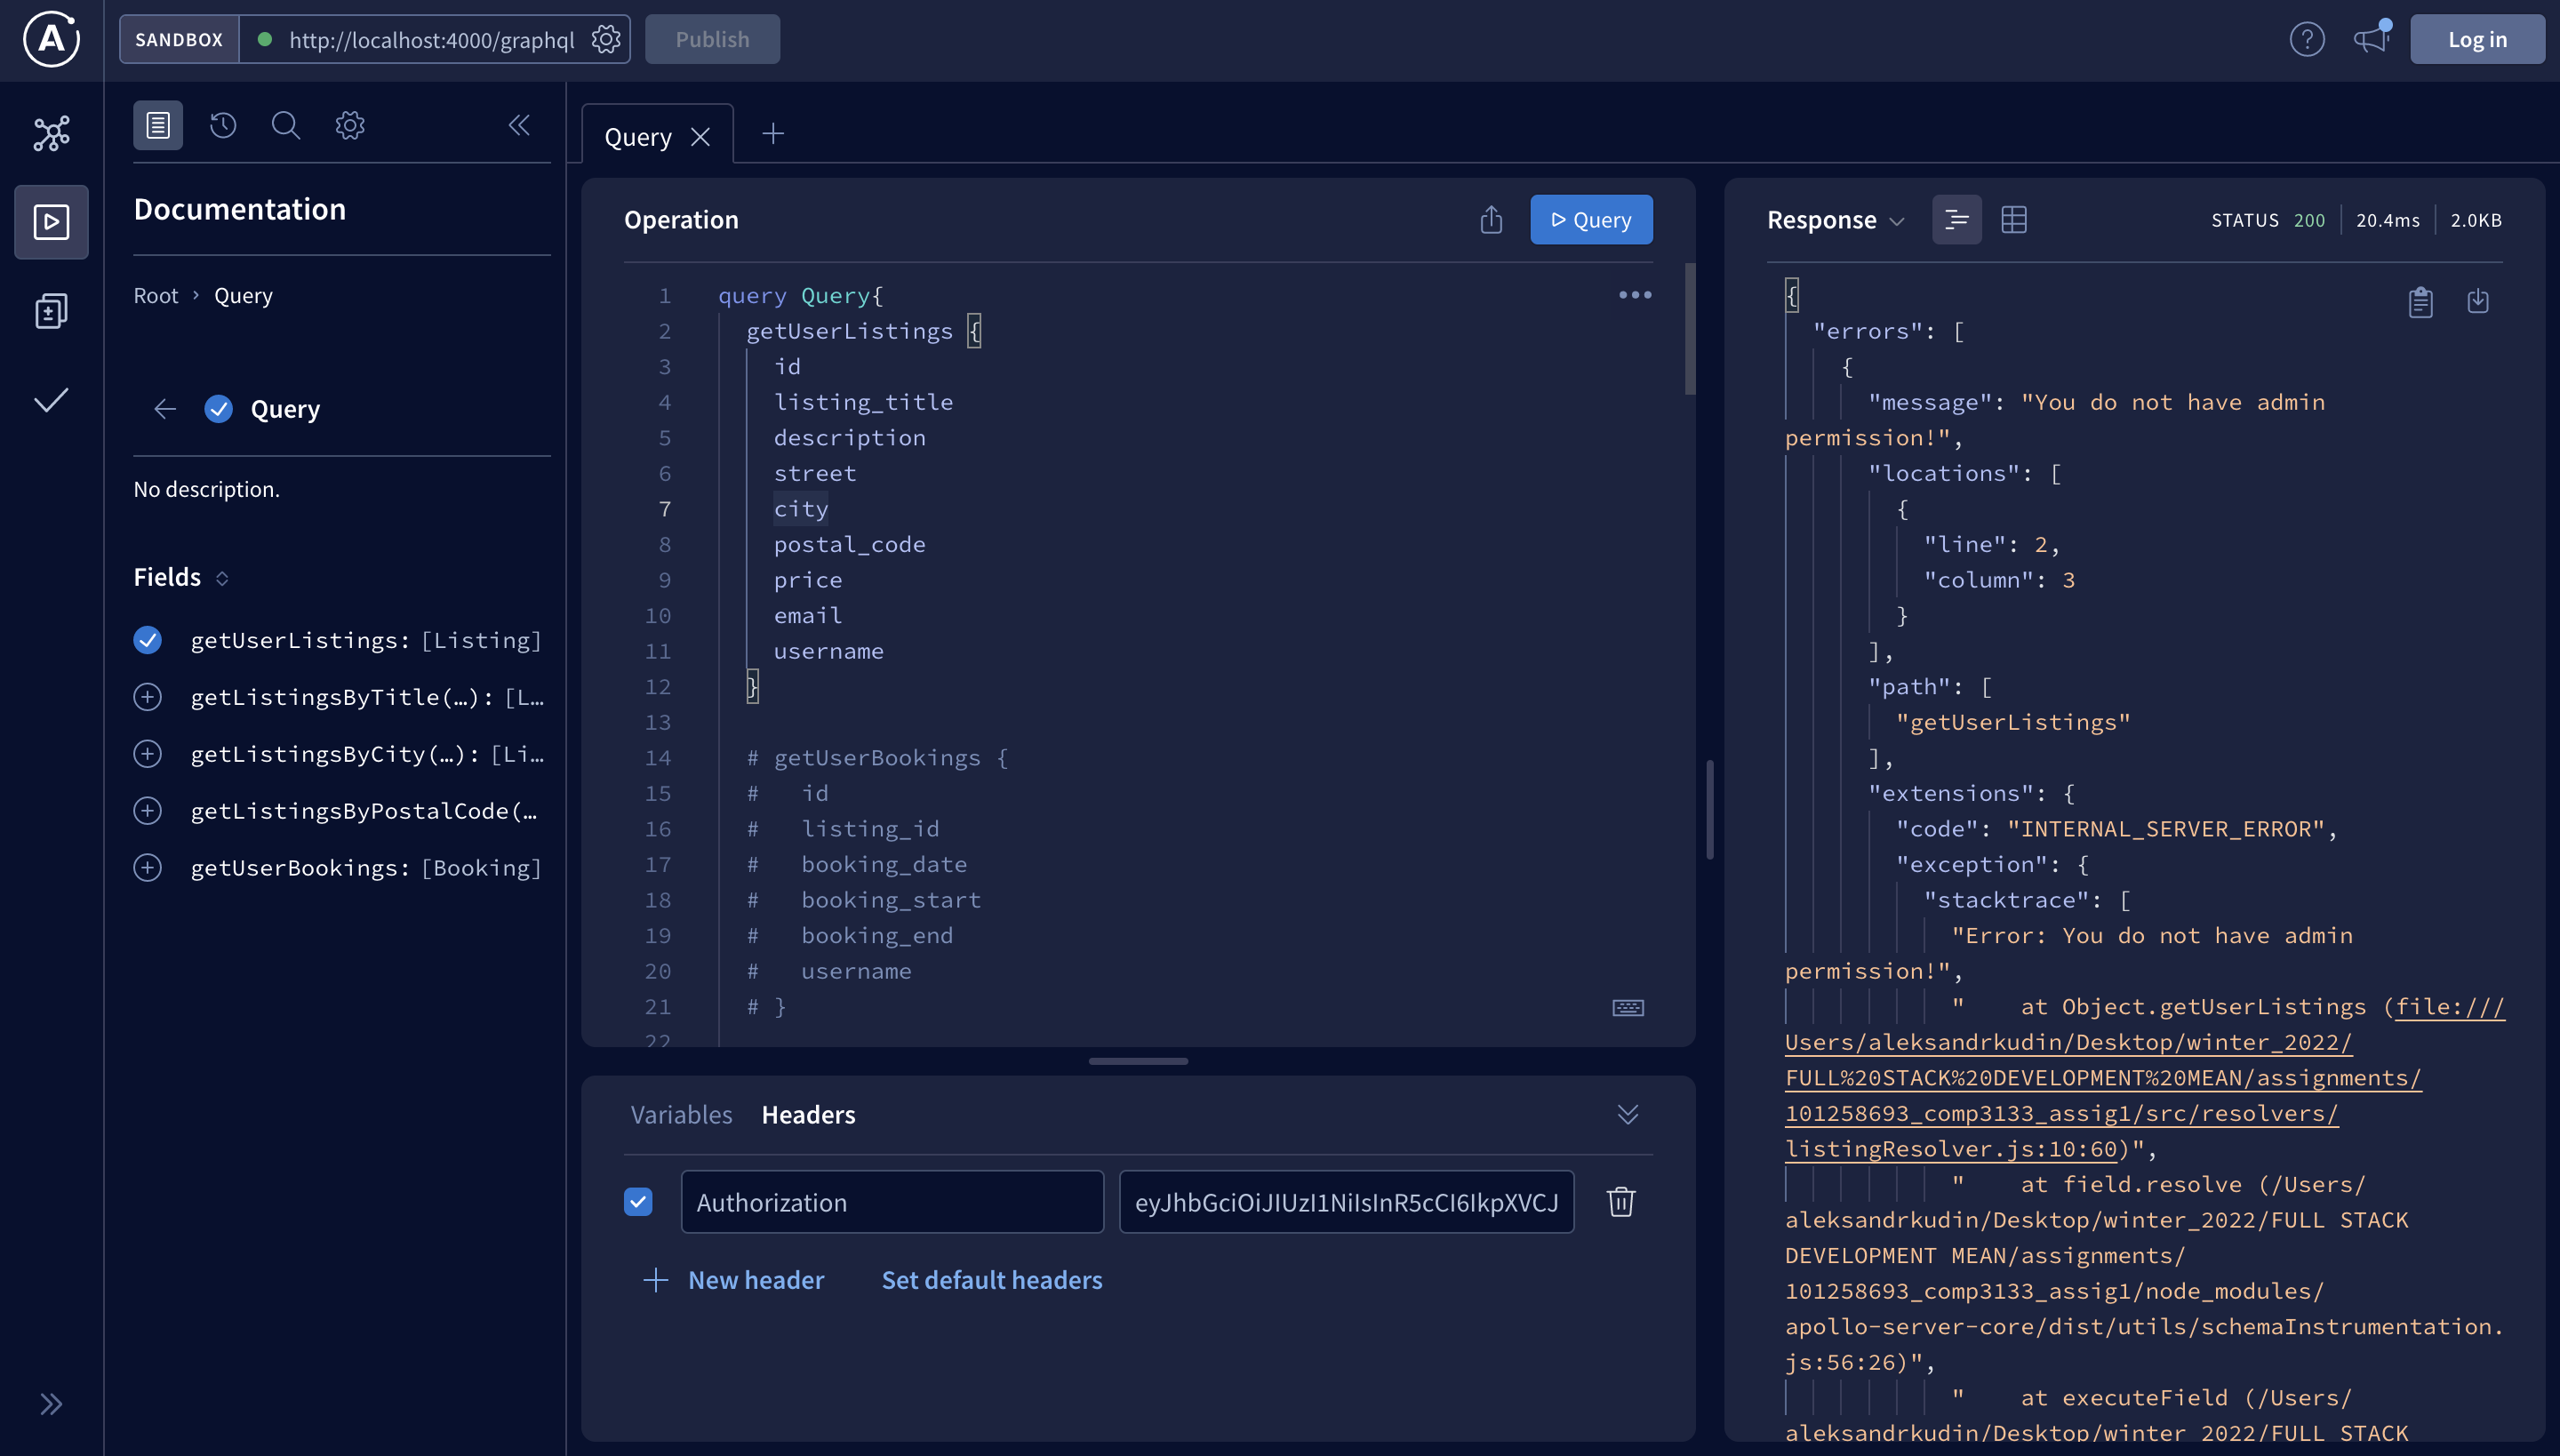 SANDBOX
http://localhost:4000/graphql
Publish
Log in
Documentation
Root › Query
Query
No description.
Fields
getUserListings: [Listing]
getListingsByTitle(…): [L…
getListingsByCity(…): [Li…
getListingsByPostalCode(…
getUserBookings: [Booking]
Query
Operation
Query
1 query Query{
2 getUserListings {
3 id
4 listing_title
5 description
6 street
7 city
8 postal_code
9 price
10 email
11 username
12 }
13
14 # getUserBookings {
15 # id
16 # listing_id
17 # booking_date
18 # booking_start
19 # booking_end
20 # username
21 # }
22
Variables Headers
Authorization eyJhbGciOiJIUzI1NiIsInR5cCI6IkpXVCJ
New header Set default headers
Response
STATUS 200 20.4ms 2.0KB
{
"errors": [
{
"message": "You do not have admin
permission!",
"locations": [
{
"line": 2,
"column": 3
}
],
"path": [
"getUserListings"
],
"extensions": {
"code": "INTERNAL_SERVER_ERROR",
"exception": {
"stacktrace": [
"Error: You do not have admin
permission!",
"    at Object.getUserListings (file:///
Users/aleksandrkudin/Desktop/winter_2022/
FULL%20STACK%20DEVELOPMENT%20MEAN/assignments/
101258693_comp3133_assig1/src/resolvers/
listingResolver.js:10:60)",
"    at field.resolve (/Users/
aleksandrkudin/Desktop/winter_2022/FULL STACK
DEVELOPMENT MEAN/assignments/
101258693_comp3133_assig1/node_modules/
apollo-server-core/dist/utils/schemaInstrumentation.
js:56:26)",
"    at executeField (/Users/
aleksandrkudin/Desktop/winter_2022/FULL STACK